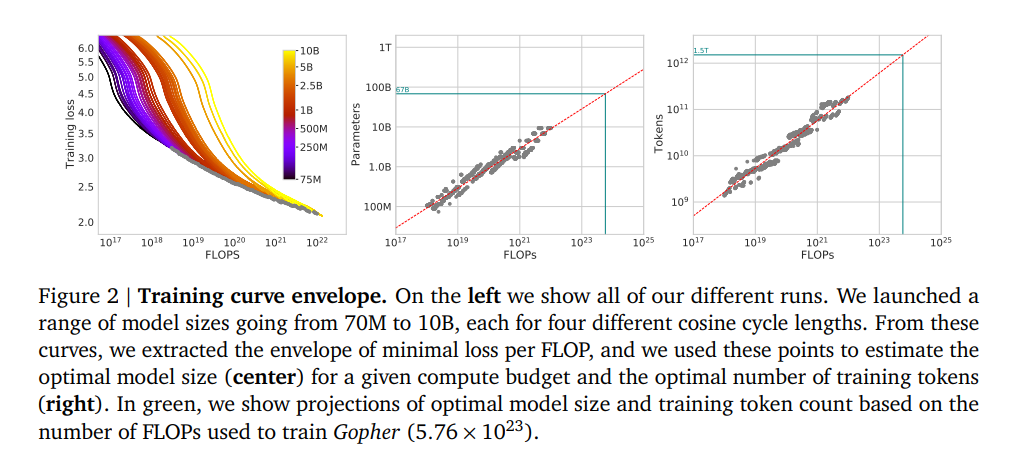 6.0
5.5
5.0
4.5
4.0
3.5
3.0
2.5
2.0
Training loss
10^17 10^18 10^19 10^20 10^21 10^22
FLOPS
10B
5B
2.5B
1B
500M
250M
75M
1T
100B
67B
10B
1.0B
100M
Parameters
10^17 10^19 10^21 10^23 10^25
FLOPs
1.5T
10^12
10^11
10^10
10^9
Tokens
10^17 10^19 10^21 10^23 10^25
FLOPs
Figure 2 | Training curve envelope. On the left we show all of our different runs. We launched a
range of model sizes going from 70M to 10B, each for four different cosine cycle lengths. From these
curves, we extracted the envelope of minimal loss per FLOP, and we used these points to estimate the
optimal model size (center) for a given compute budget and the optimal number of training tokens
(right). In green, we show projections of optimal model size and training token count based on the
number of FLOPs used to train Gopher (5.76 × 10^23).